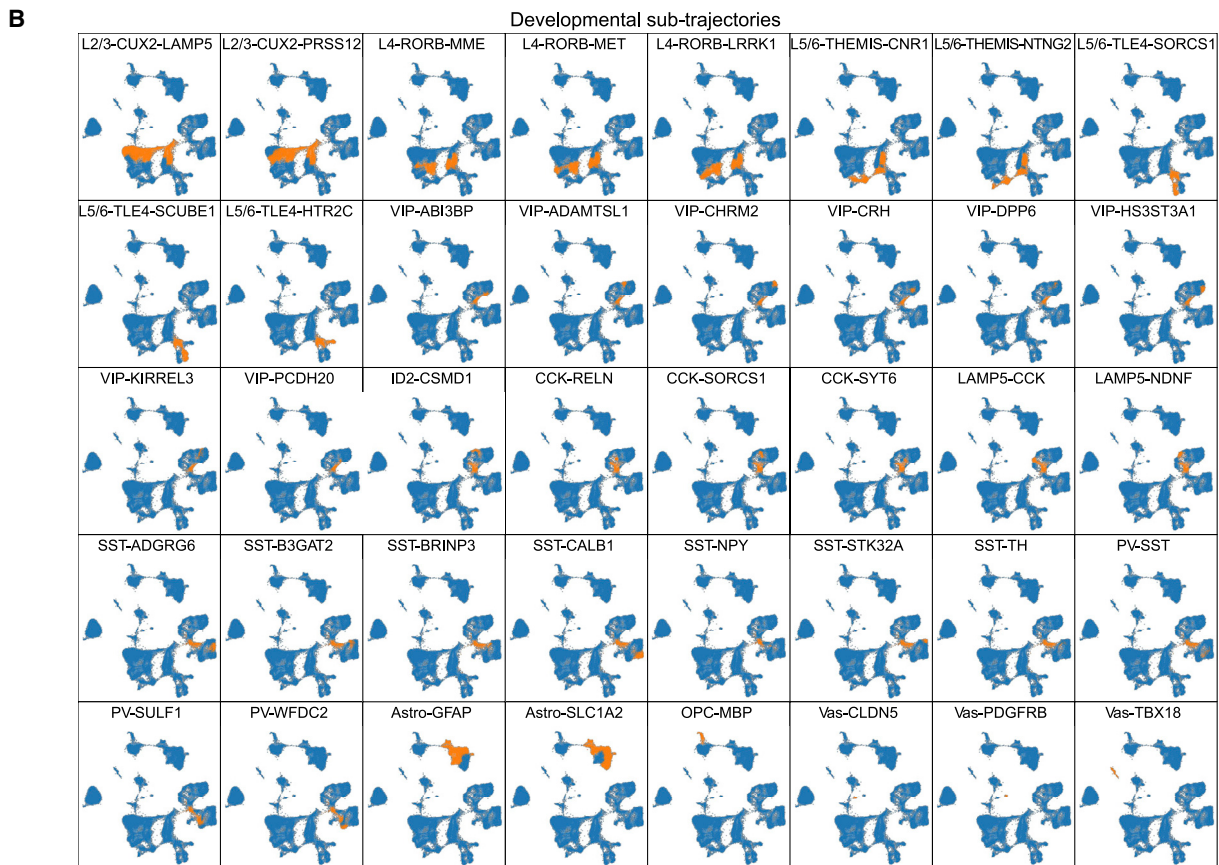 B
Developmental sub-trajectories
L2/3-CUX2-LAMP5 L2/3-CUX2-PRSS12 L4-RORB-MME L4-RORB-MET L4-RORB-LRRK1 L5/6-THEMIS-CNR1 L5/6-THEMIS-NTNG2 L5/6-TLE4-SORCS1
L5/6-TLE4-SCUBE1 L5/6-TLE4-HTR2C VIP-ABI3BP VIP-ADAMTSL1 VIP-CHRM2 VIP-CRH VIP-DPP6 VIP-HS3ST3A1
VIP-KIRREL3 VIP-PCDH20 ID2-CSMD1 CCK-RELN CCK-SORCS1 CCK-SYT6 LAMP5-CCK LAMP5-NDNF
SST-ADGRG6 SST-B3GAT2 SST-BRINP3 SST-CALB1 SST-NPY SST-STK32A SST-TH PV-SST
PV-SULF1 PV-WFDC2 Astro-GFAP Astro-SLC1A2 OPC-MBP Vas-CLDN5 Vas-PDGFRB Vas-TBX18